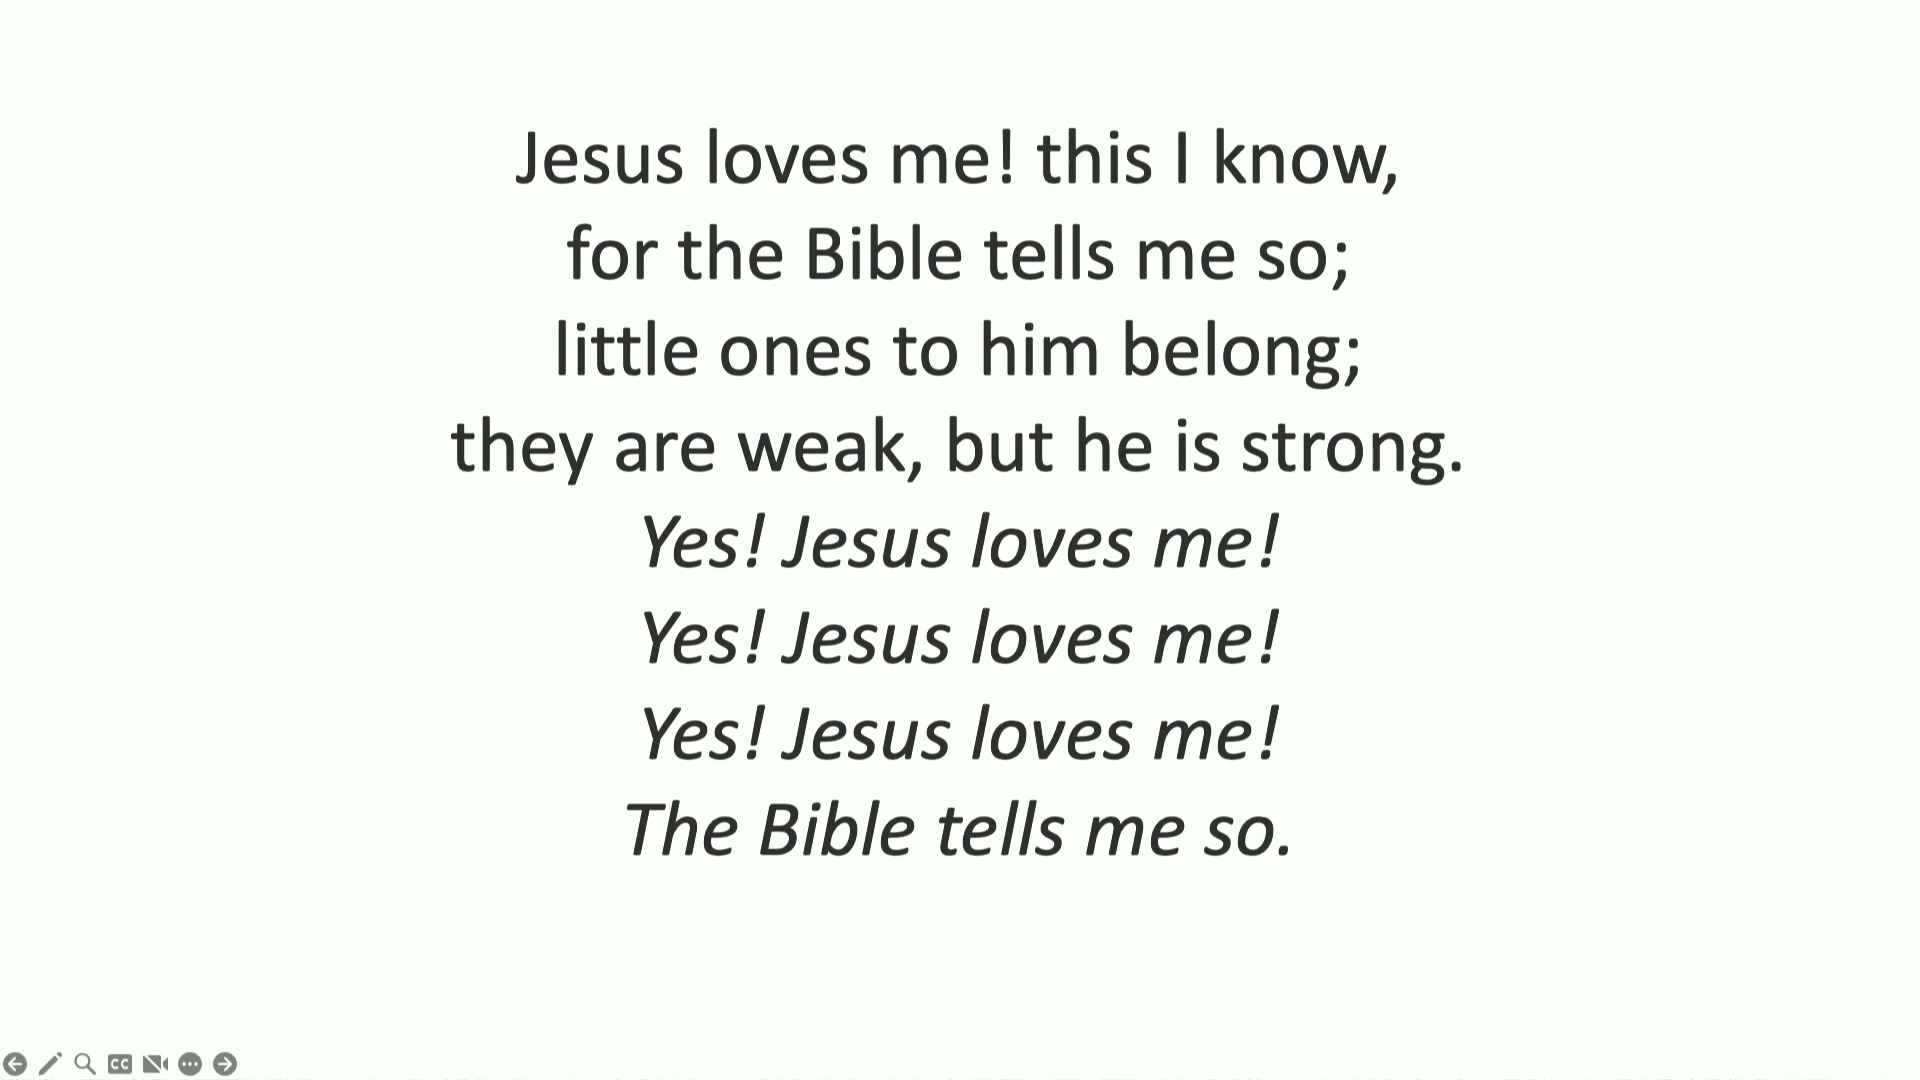 Jesus loves me! this I know,
for the Bible tells me so;
little ones to him belong;
they are weak, but he is strong.
Yes! Jesus loves me!
Yes! Jesus loves me!
Yes! Jesus loves me!
The Bible tells me so.
CC